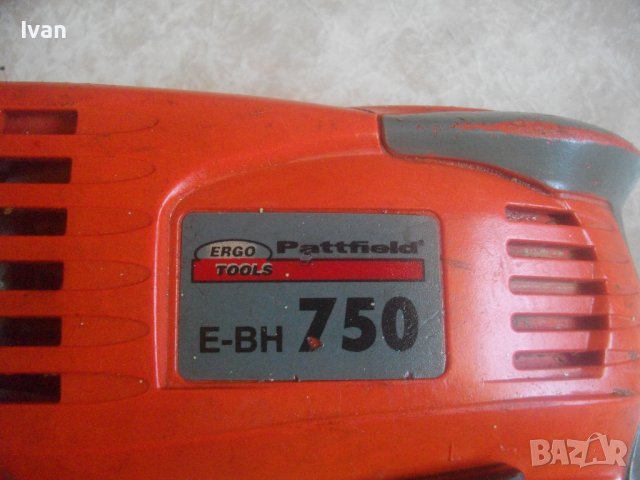 Ivan
ERGO TOOLS Pattfield®
E-BH 750
BAZAR